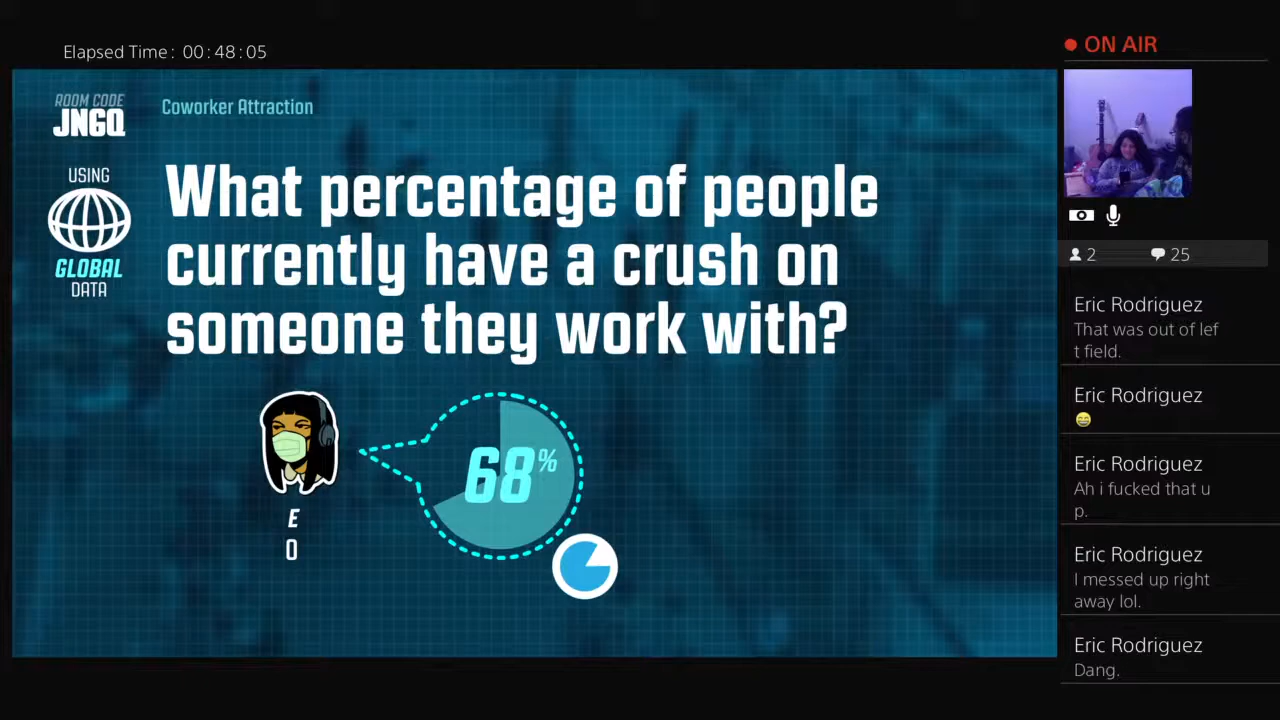 Elapsed Time: 00:48:05
ON AIR
ROOM CODE
JNGQ
Coworker Attraction
USING
GLOBAL
DATA
What percentage of people
currently have a crush on
someone they work with?
68%
E
0
2
25
Eric Rodriguez
That was out of lef
t field.
Eric Rodriguez
😄
Eric Rodriguez
Ah i fucked that u
p.
Eric Rodriguez
I messed up right
away lol.
Eric Rodriguez
Dang.